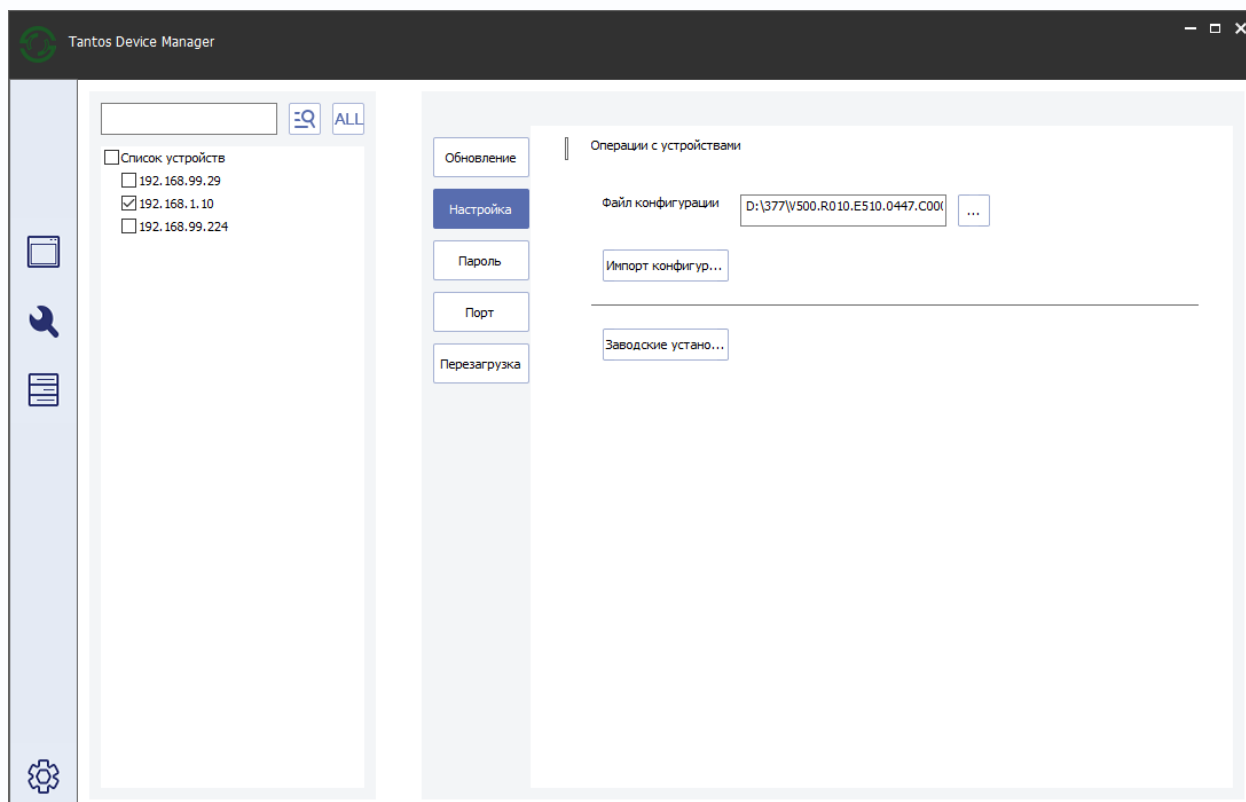 Tantos Device Manager
ALL
Список устройств
192.168.99.29
192.168.1.10
192.168.99.224
Обновление
Настройка
Пароль
Порт
Перезагрузка
Операции с устройствами
Файл конфигурации
D:\377\V500.R010.E510.0447.C00(
...
Импорт конфигур...
Заводские устано...